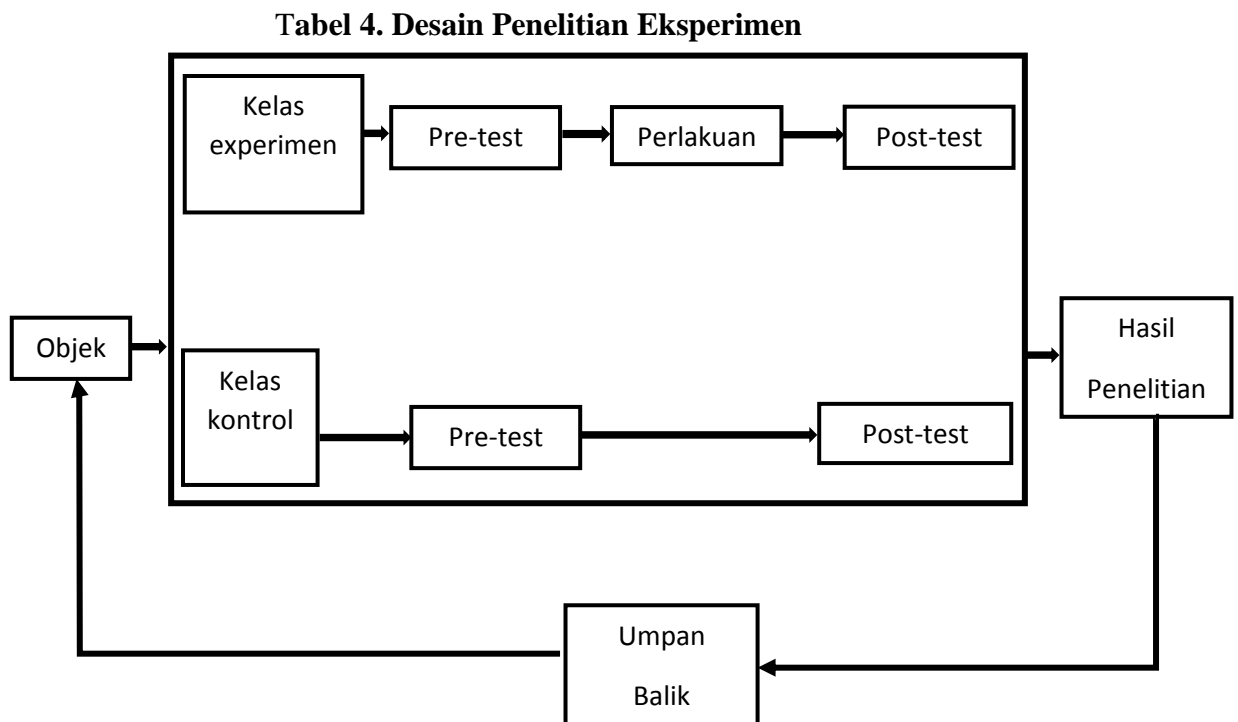 Tabel 4. Desain Penelitian Eksperimen
Kelas
experimen
Pre-test
Perlakuan
Post-test
Objek
Kelas
kontrol
Pre-test
Post-test
Hasil
Penelitian
Umpan
Balik